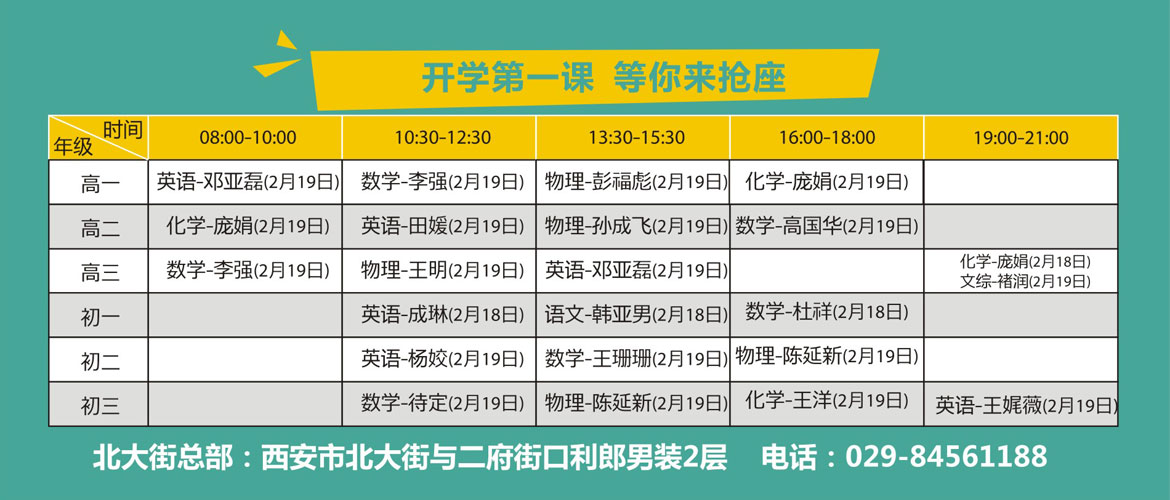 开学第一课 等你来抢座
时间
年级
08:00-10:00 10:30-12:30 13:30-15:30 16:00-18:00 19:00-21:00
高一 英语-邓亚磊(2月19日) 数学-李强(2月19日) 物理-彭福彪(2月19日) 化学-庞娟(2月19日)
高二 化学-庞娟(2月19日) 英语-田媛(2月19日) 物理-孙成飞(2月19日) 数学-高国华(2月19日)
高三 数学-李强(2月19日) 物理-王明(2月19日) 英语-邓亚磊(2月19日) 化学-庞娟(2月18日)
文综-褚润(2月19日)
初一 英语-成琳(2月18日) 语文-韩亚男(2月18日) 数学-杜祥(2月18日)
初二 英语-杨姣(2月19日) 数学-王珊珊(2月19日) 物理-陈延新(2月19日)
初三 数学-待定(2月19日) 物理-陈延新(2月19日) 化学-王洋(2月19日) 英语-王娓薇(2月19日)
北大街总部：西安市北大街与二府街口利郎男装2层 电话：029-84561188